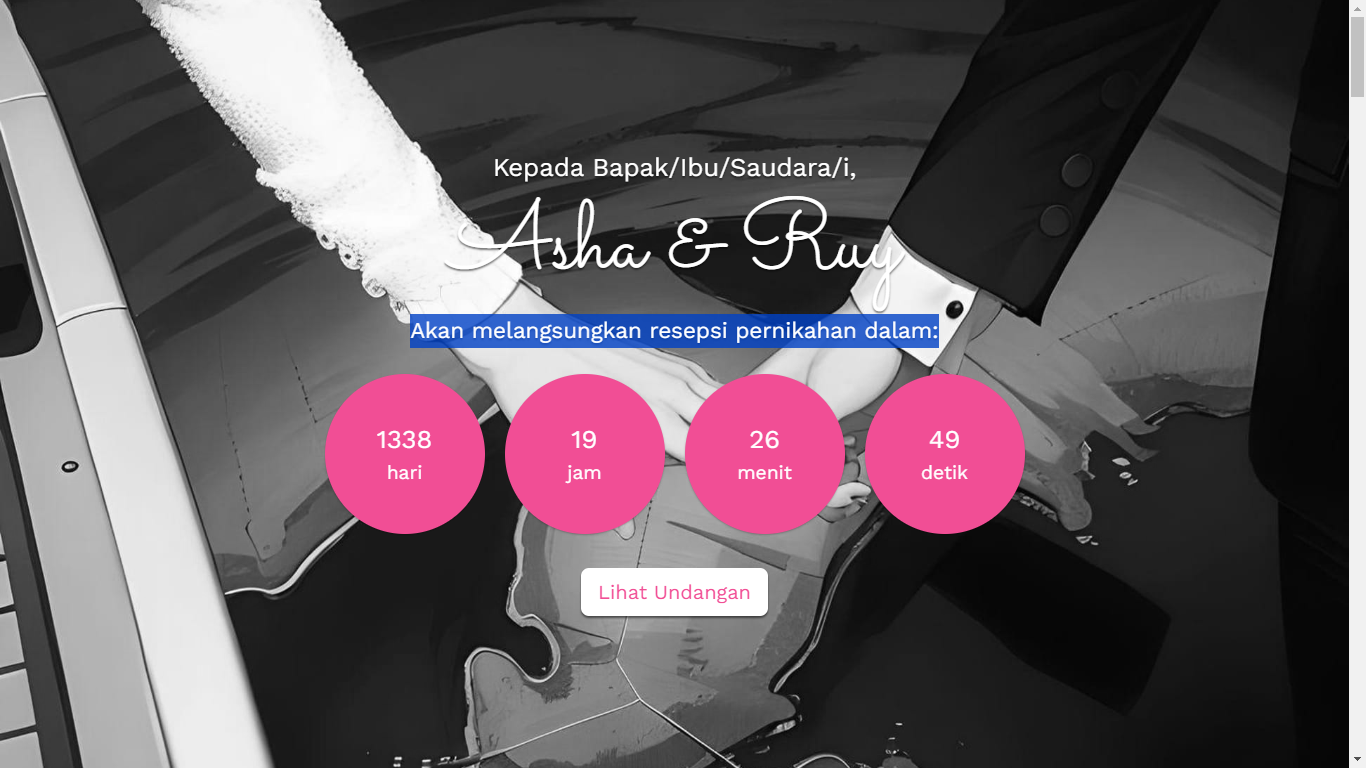 Kepada Bapak/Ibu/Saudara/i,
Asha & Ruy
Akan melangsungkan resepsi pernikahan dalam:
1338 19 26 49
hari jam menit detik
Lihat Undangan